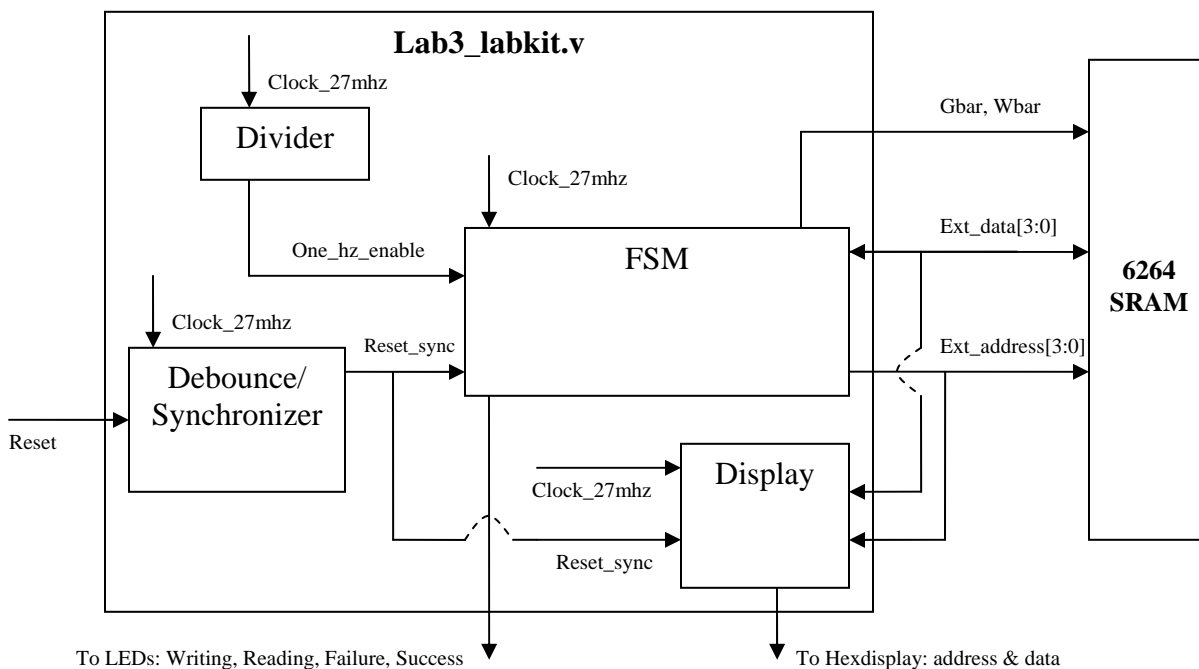 Lab3_labkit.v
Clock_27mhz
Divider
Gbar, Wbar
Clock_27mhz
One_hz_enable
FSM
Ext_data[3:0]
6264
SRAM
Clock_27mhz
Reset_sync
Ext_address[3:0]
Debounce/
Synchronizer
Reset
Display
Clock_27mhz
Reset_sync
To LEDs: Writing, Reading, Failure, Success
To Hexdisplay: address & data